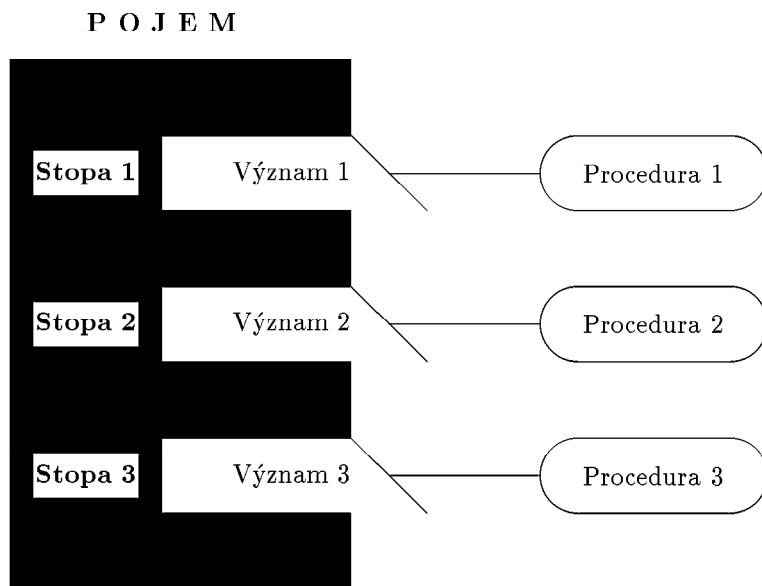 P O J E M
Stopa 1 Význam 1 Procedura 1
Stopa 2 Význam 2 Procedura 2
Stopa 3 Význam 3 Procedura 3